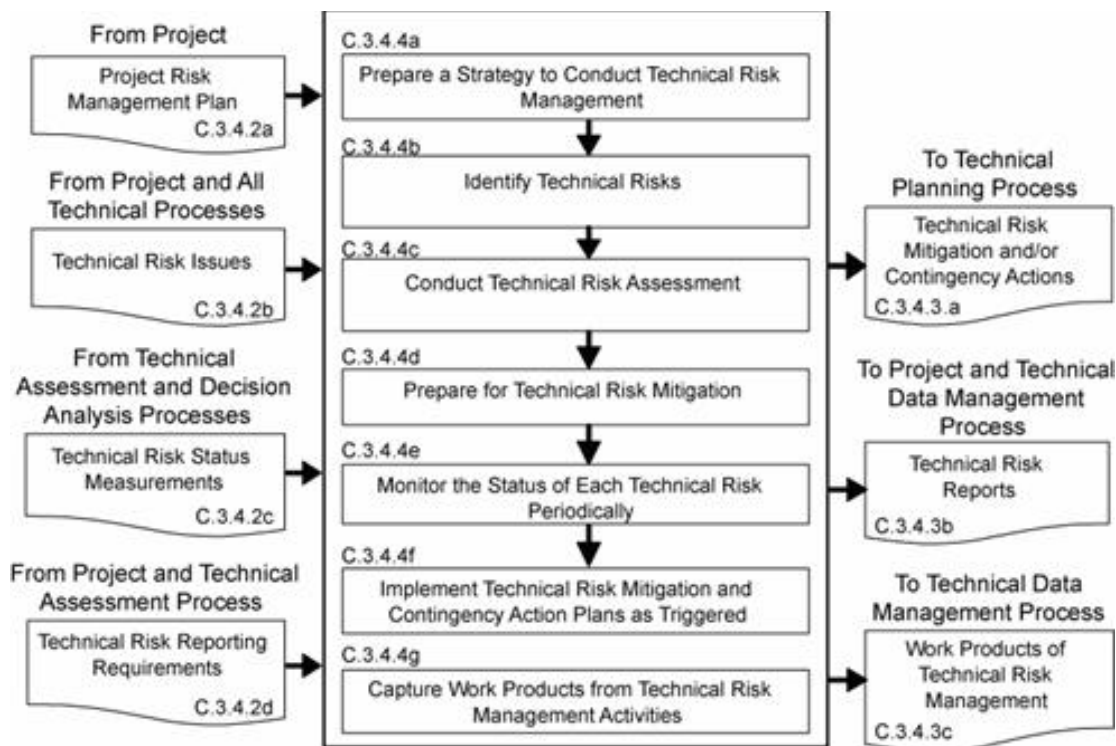 From Project
Project Risk
Management Plan
C.3.4.2a
From Project and All
Technical Processes
Technical Risk Issues
C.3.4.2b
From Technical
Assessment and Decision
Analysis Processes
Technical Risk Status
Measurements
C.3.4.2c
From Project and Technical
Assessment Process
Technical Risk Reporting
Requirements
C.3.4.2d
C.3.4.4a
Prepare a Strategy to Conduct Technical Risk
Management
C.3.4.4b
Identify Technical Risks
C.3.4.4c
Conduct Technical Risk Assessment
C.3.4.4d
Prepare for Technical Risk Mitigation
C.3.4.4e
Monitor the Status of Each Technical Risk
Periodically
C.3.4.4f
Implement Technical Risk Mitigation and
Contingency Action Plans as Triggered
C.3.4.4g
Capture Work Products from Technical Risk
Management Activities
To Technical
Planning Process
Technical Risk
Mitigation and/or
Contingency Actions
C.3.4.3.a
To Project and Technical
Data Management
Process
Technical Risk
Reports
C.3.4.3b
To Technical Data
Management Process
Work Products of
Technical Risk
Management
C.3.4.3c